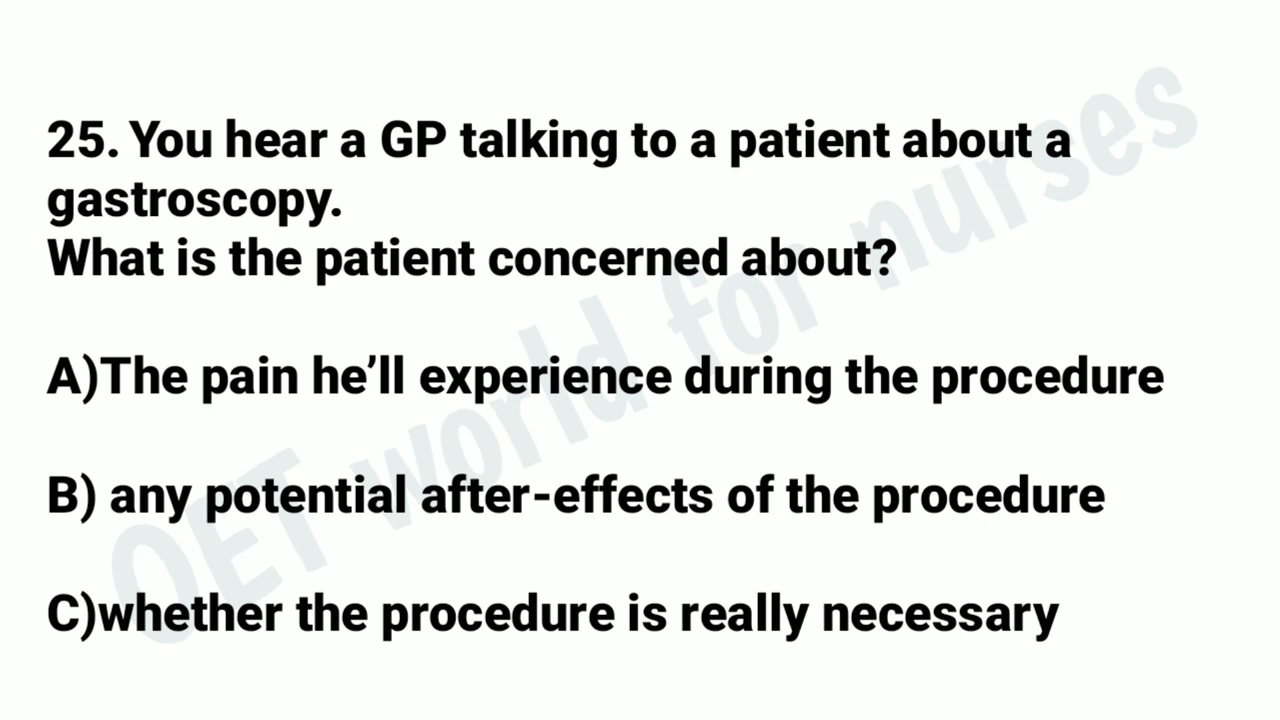 25. You hear a GP talking to a patient about a
gastroscopy.
What is the patient concerned about?
A)The pain he’ll experience during the procedure
B) any potential after-effects of the procedure
C)whether the procedure is really necessary
OET world for nurses